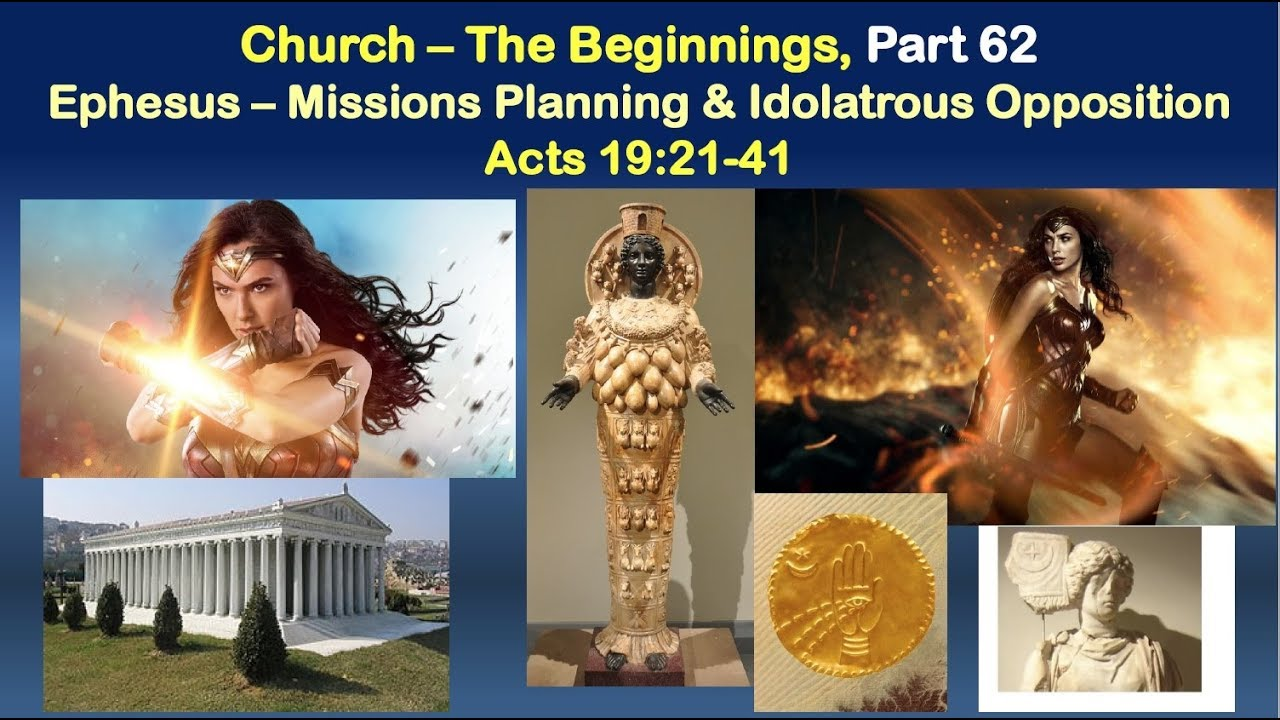 Church – The Beginnings, Part 62
Ephesus – Missions Planning & Idolatrous Opposition
Acts 19:21-41